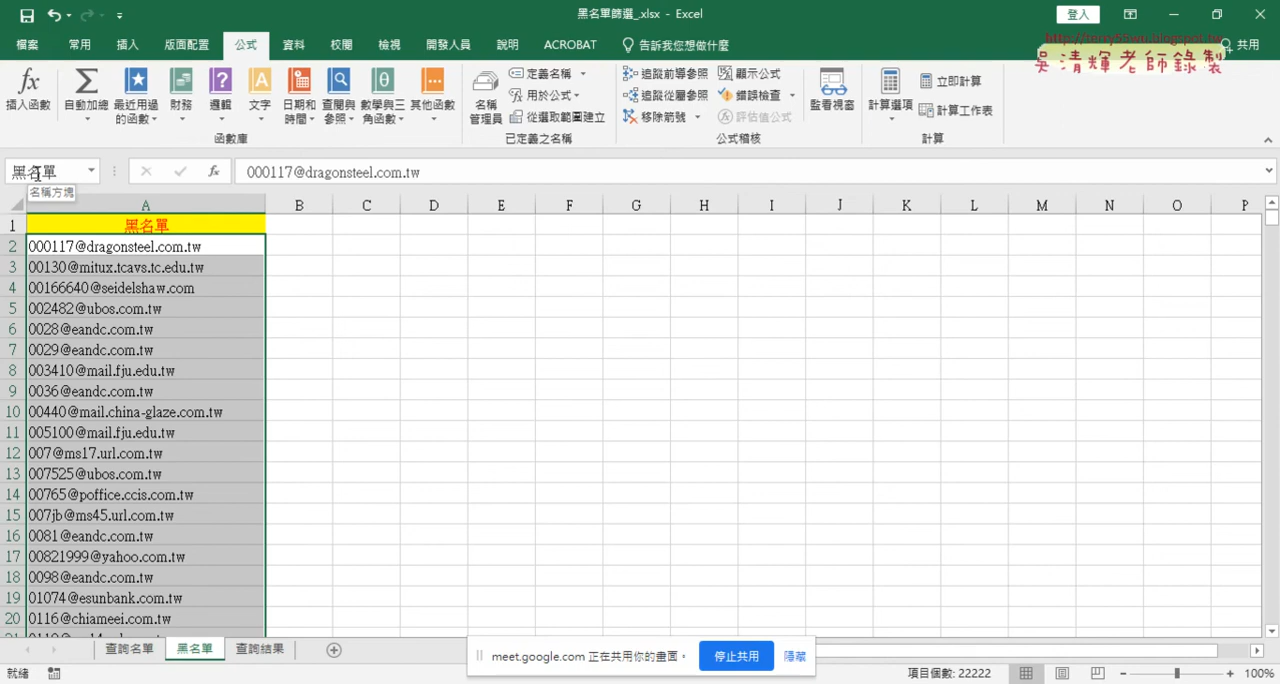 黑名單篩選_.xlsx - Excel
登入
檔案 常用 插入 版面配置 公式 資料 校閱 檢視 開發人員 說明 ACROBAT 告訴我您想做什麼 共用
http://terry55wu.blogspot.tw
吳清輝老師錄製
插入函數 自動加總 最近用過的函數 財務 邏輯 文字 日期和時間 查閱與參照 數學與三角函數 其他函數
函數庫
名稱管理員 定義名稱 用於公式 從選取範圍建立
已定義之名稱
追蹤前導參照 追蹤從屬參照 移除箭號 顯示公式 錯誤檢查 評估值公式
公式稽核
監看視窗
計算選項 立即計算 計算工作表
計算
黑名單 fx 000117@dragonsteel.com.tw
名稱方塊
A B C D E F G H I J K L M N O P
1 黑名單
2 000117@dragonsteel.com.tw
3 00130@mitux.tcavs.tc.edu.tw
4 00166640@seidelshaw.com
5 002482@ubos.com.tw
6 0028@eandc.com.tw
7 0029@eandc.com.tw
8 003410@mail.fju.edu.tw
9 0036@eandc.com.tw
10 00440@mail.china-glaze.com.tw
11 005100@mail.fju.edu.tw
12 007@ms17.url.com.tw
13 007525@ubos.com.tw
14 00765@poffice.ccis.com.tw
15 007jb@ms45.url.com.tw
16 0081@eandc.com.tw
17 00821999@yahoo.com.tw
18 0098@eandc.com.tw
19 01074@esunbank.com.tw
20 0116@chiameei.com.tw
查詢名單 黑名單 查詢結果
meet.google.com 正在共用你的畫面。 停止共用 隱藏
就緒 項目個數: 22222 100%